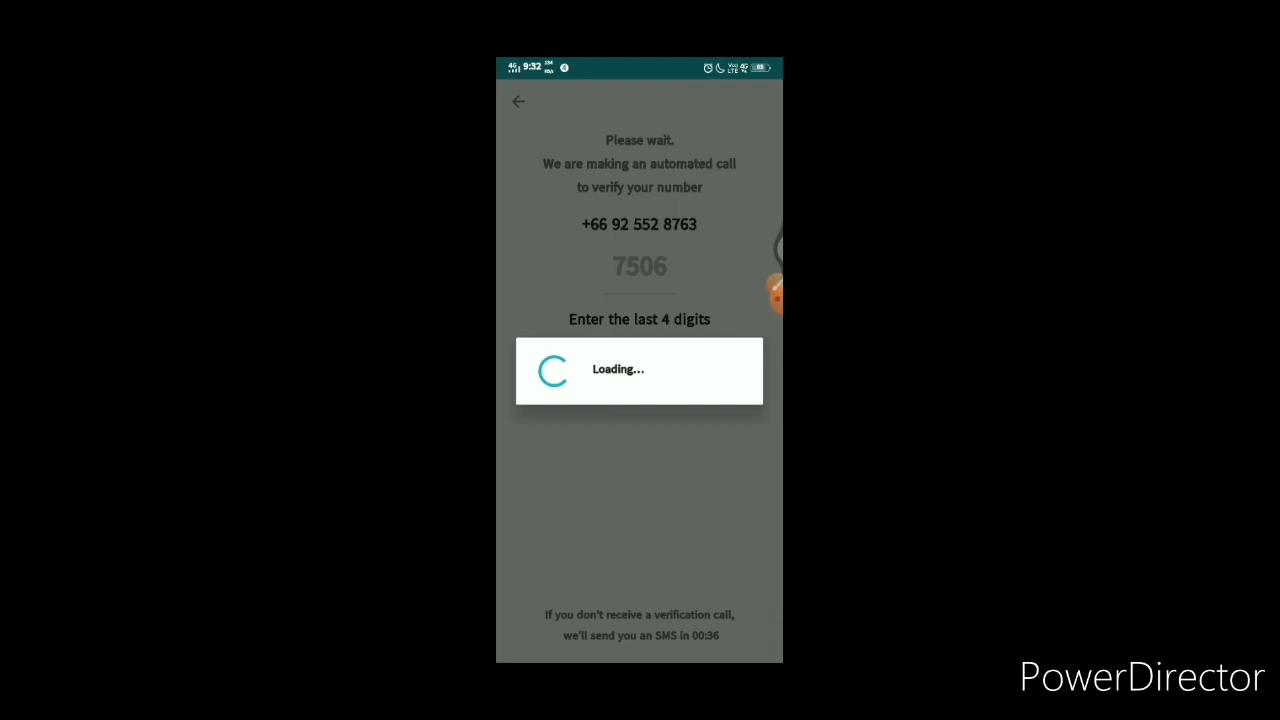 4G 9:32
Please wait.
We are making an automated call
to verify your number
+66 92 552 8763
7506
Enter the last 4 digits
Loading...
If you don't receive a verification call,
we'll send you an SMS in 00:36
PowerDirector